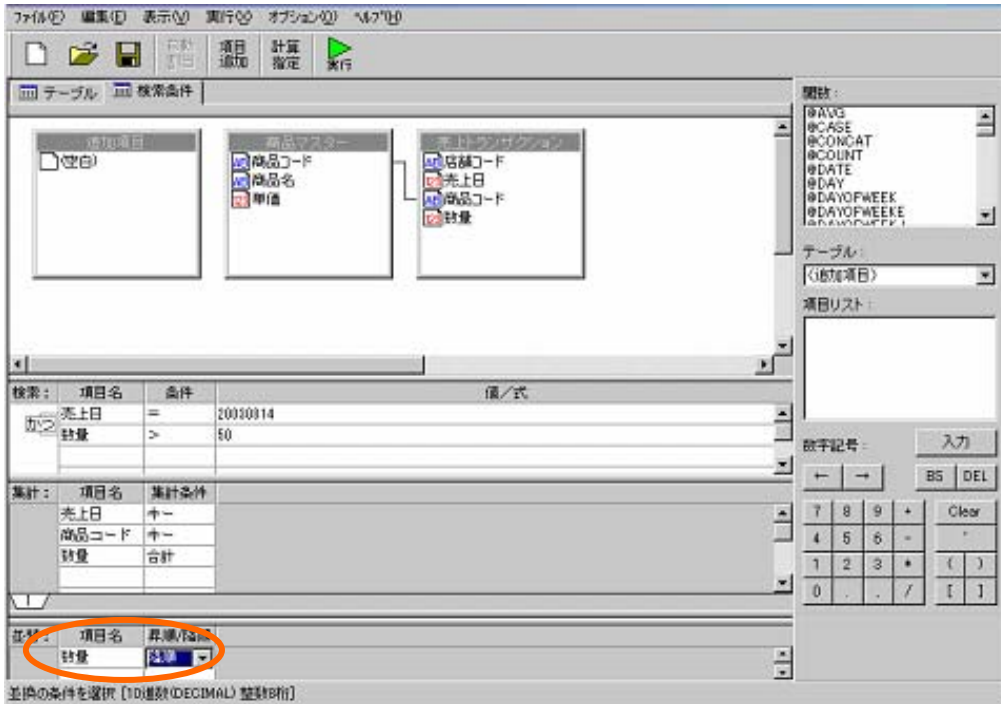 ファイル(F) 編集(E) 表示(V) 実行(X) オプション(O) ヘルプ(H)
項目追加 計算指定 実行
テーブル 検索条件
関数:
@AVG
@CASE
@CONCAT
@COUNT
@DATE
@DAY
@DAYOFWEEK
@DAYOFWEEKE
追加項目
(空白)
商品マスター
商品コード
商品名
単価
売上トランザクション
店舗コード
売上日
商品コード
数量
テーブル:
(追加項目)
項目リスト:
検索: 項目名 条件 値/式
かつ
売上日 = 20030814
数量 > 50
集計: 項目名 集計条件
売上日 キー
商品コード キー
数量 合計
1
数字記号: 入力
← → BS DEL
7 8 9 + Clear
4 5 6 - '
1 2 3 * ( )
0 , . / [ ]
並換: 項目名 昇順/降順
数量 降順
並換の条件を選択 [10進数(DECIMAL) 整数8桁]